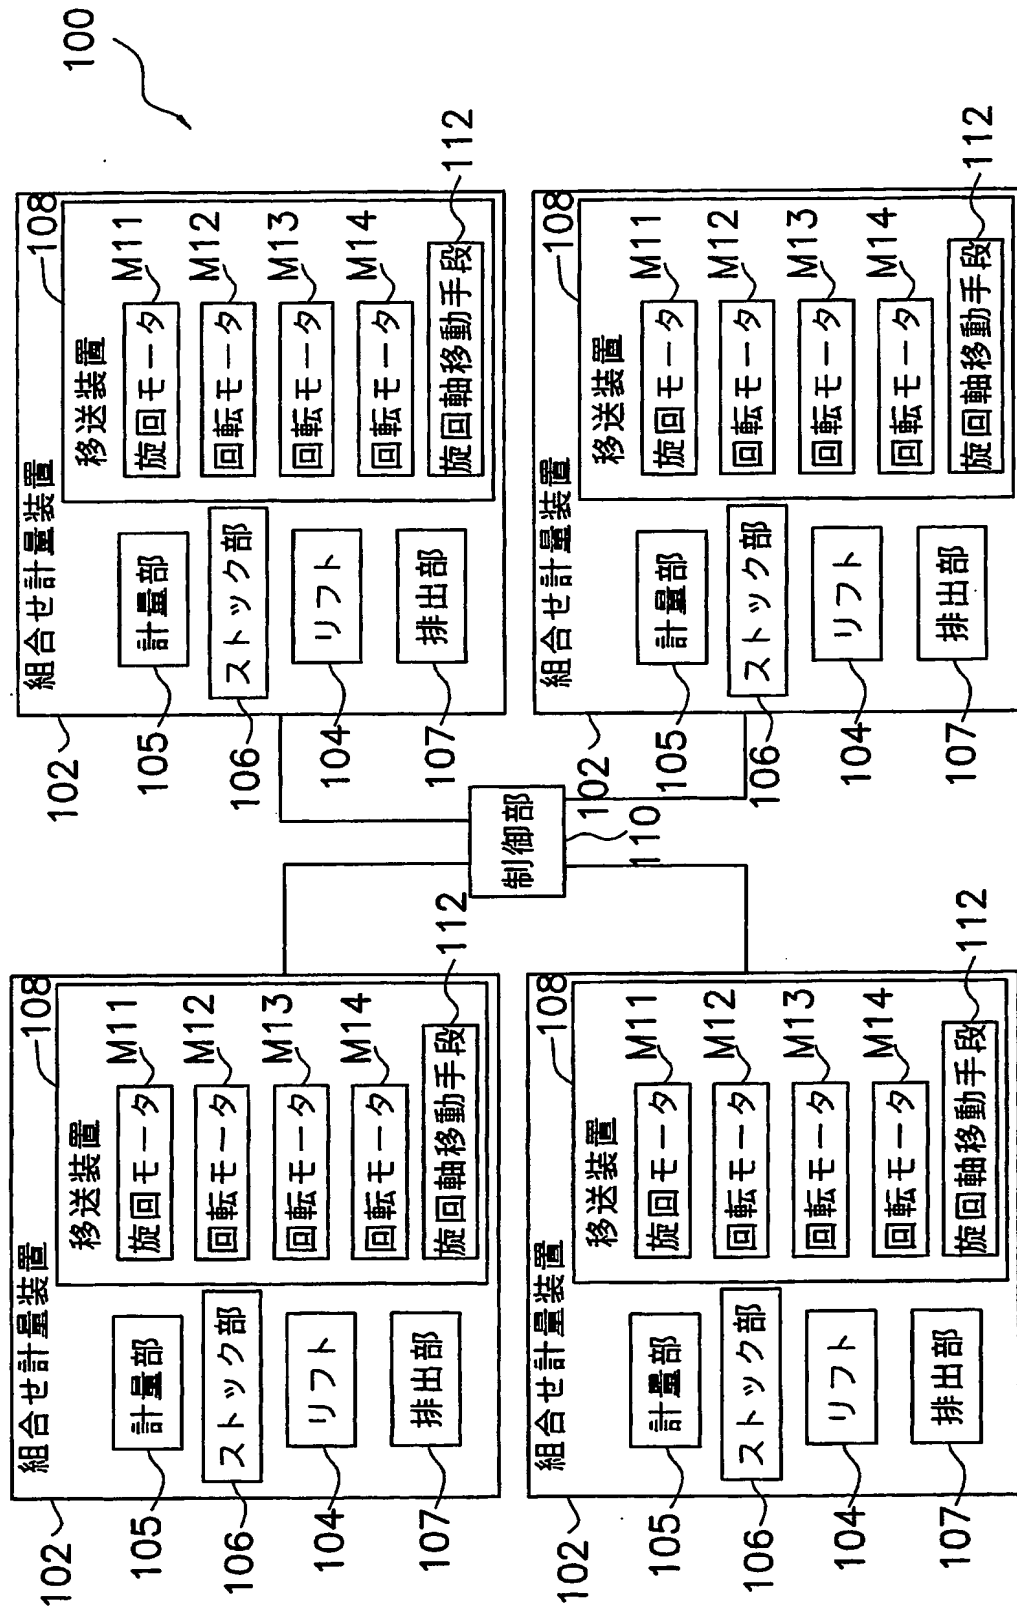 100
102
組合せ計量装置
108
移送装置
105
計量部
旋回モータ
M11
106
ストック部
回転モータ
M12
104
リフト
回転モータ
M13
107
排出部
回転モータ
M14
旋回軸移動手段
112
102
組合せ計量装置
108
移送装置
105
計量部
旋回モータ
M11
106
ストック部
回転モータ
M12
104
リフト
回転モータ
M13
107
排出部
回転モータ
M14
旋回軸移動手段
112
制御部
110
102
組合せ計量装置
108
移送装置
105
計量部
旋回モータ
M11
106
ストック部
回転モータ
M12
104
リフト
回転モータ
M13
107
排出部
回転モータ
M14
旋回軸移動手段
112
102
組合せ計量装置
108
移送装置
105
計量部
旋回モータ
M11
106
ストック部
回転モータ
M12
104
リフト
回転モータ
M13
107
排出部
回転モータ
M14
旋回軸移動手段
112